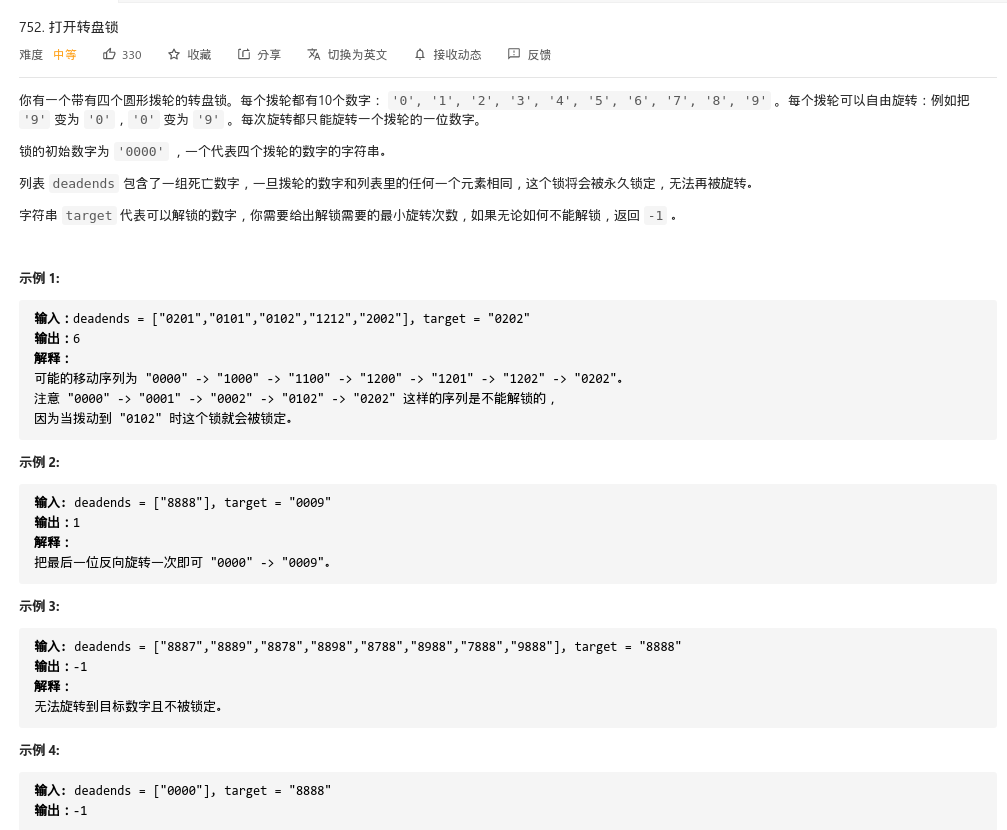 752. 打开转盘锁
难度 中等 330 收藏 分享 切换为英文 接收动态 反馈
你有一个带有四个圆形拨轮的转盘锁。每个拨轮都有10个数字： '0', '1', '2', '3', '4', '5', '6', '7', '8', '9' 。每个拨轮可以自由旋转：例如把
'9' 变为 '0'，'0' 变为 '9' 。每次旋转都只能旋转一个拨轮的一位数字。
锁的初始数字为 '0000' ，一个代表四个拨轮的数字的字符串。
列表 deadends 包含了一组死亡数字，一旦拨轮的数字和列表里的任何一个元素相同，这个锁将会被永久锁定，无法再被旋转。
字符串 target 代表可以解锁的数字，你需要给出解锁需要的最小旋转次数，如果无论如何不能解锁，返回 -1 。
示例 1:
输入：deadends = ["0201","0101","0102","1212","2002"], target = "0202"
输出：6
解释：
可能的移动序列为 "0000" -> "1000" -> "1100" -> "1200" -> "1201" -> "1202" -> "0202"。
注意 "0000" -> "0001" -> "0002" -> "0102" -> "0202" 这样的序列是不能解锁的，
因为当拨动到 "0102" 时这个锁就会被锁定。
示例 2:
输入: deadends = ["8888"], target = "0009"
输出：1
解释：
把最后一位反向旋转一次即可 "0000" -> "0009"。
示例 3:
输入: deadends = ["8887","8889","8878","8898","8788","8988","7888","9888"], target = "8888"
输出：-1
解释：
无法旋转到目标数字且不被锁定。
示例 4:
输入: deadends = ["0000"], target = "8888"
输出：-1